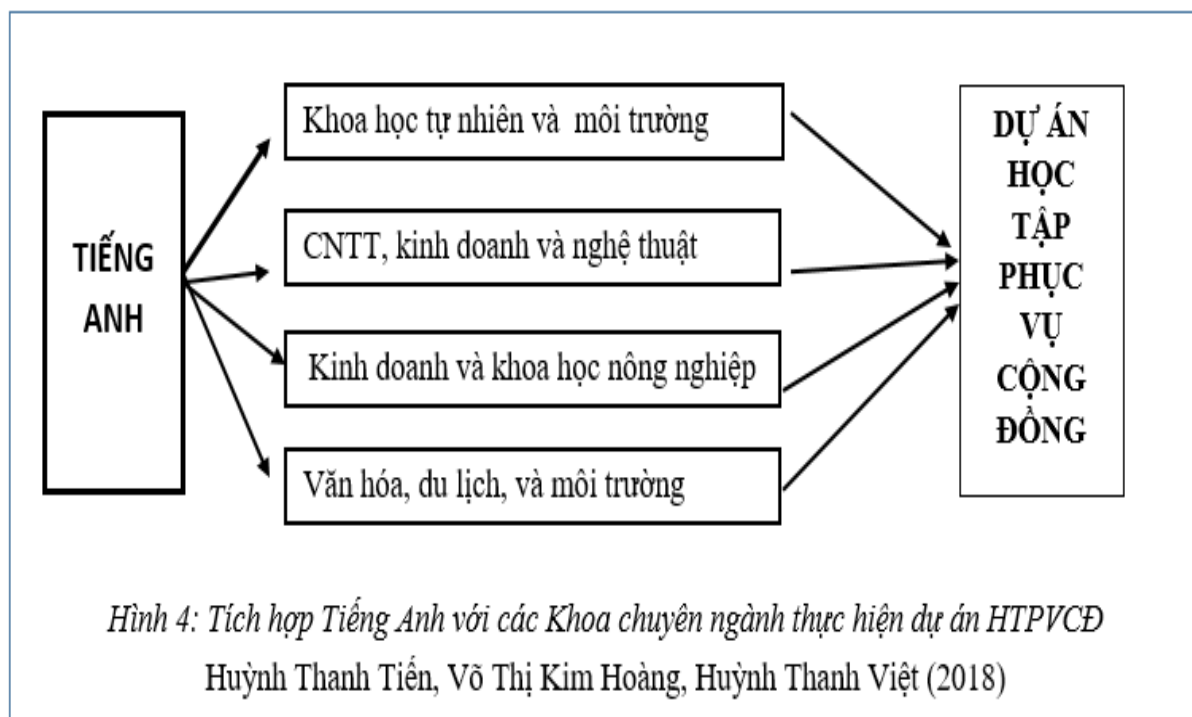 TIẾNG
ANH
Khoa học tự nhiên và môi trường
CNTT, kinh doanh và nghệ thuật
Kinh doanh và khoa học nông nghiệp
Văn hóa, du lịch, và môi trường
DỰ ÁN
HỌC
TẬP
PHỤC
VỤ
CỘNG
ĐỒNG
Hình 4: Tích hợp Tiếng Anh với các Khoa chuyên ngành thực hiện dự án HTPVCĐ
Huỳnh Thanh Tiến, Võ Thị Kim Hoàng, Huỳnh Thanh Việt (2018)